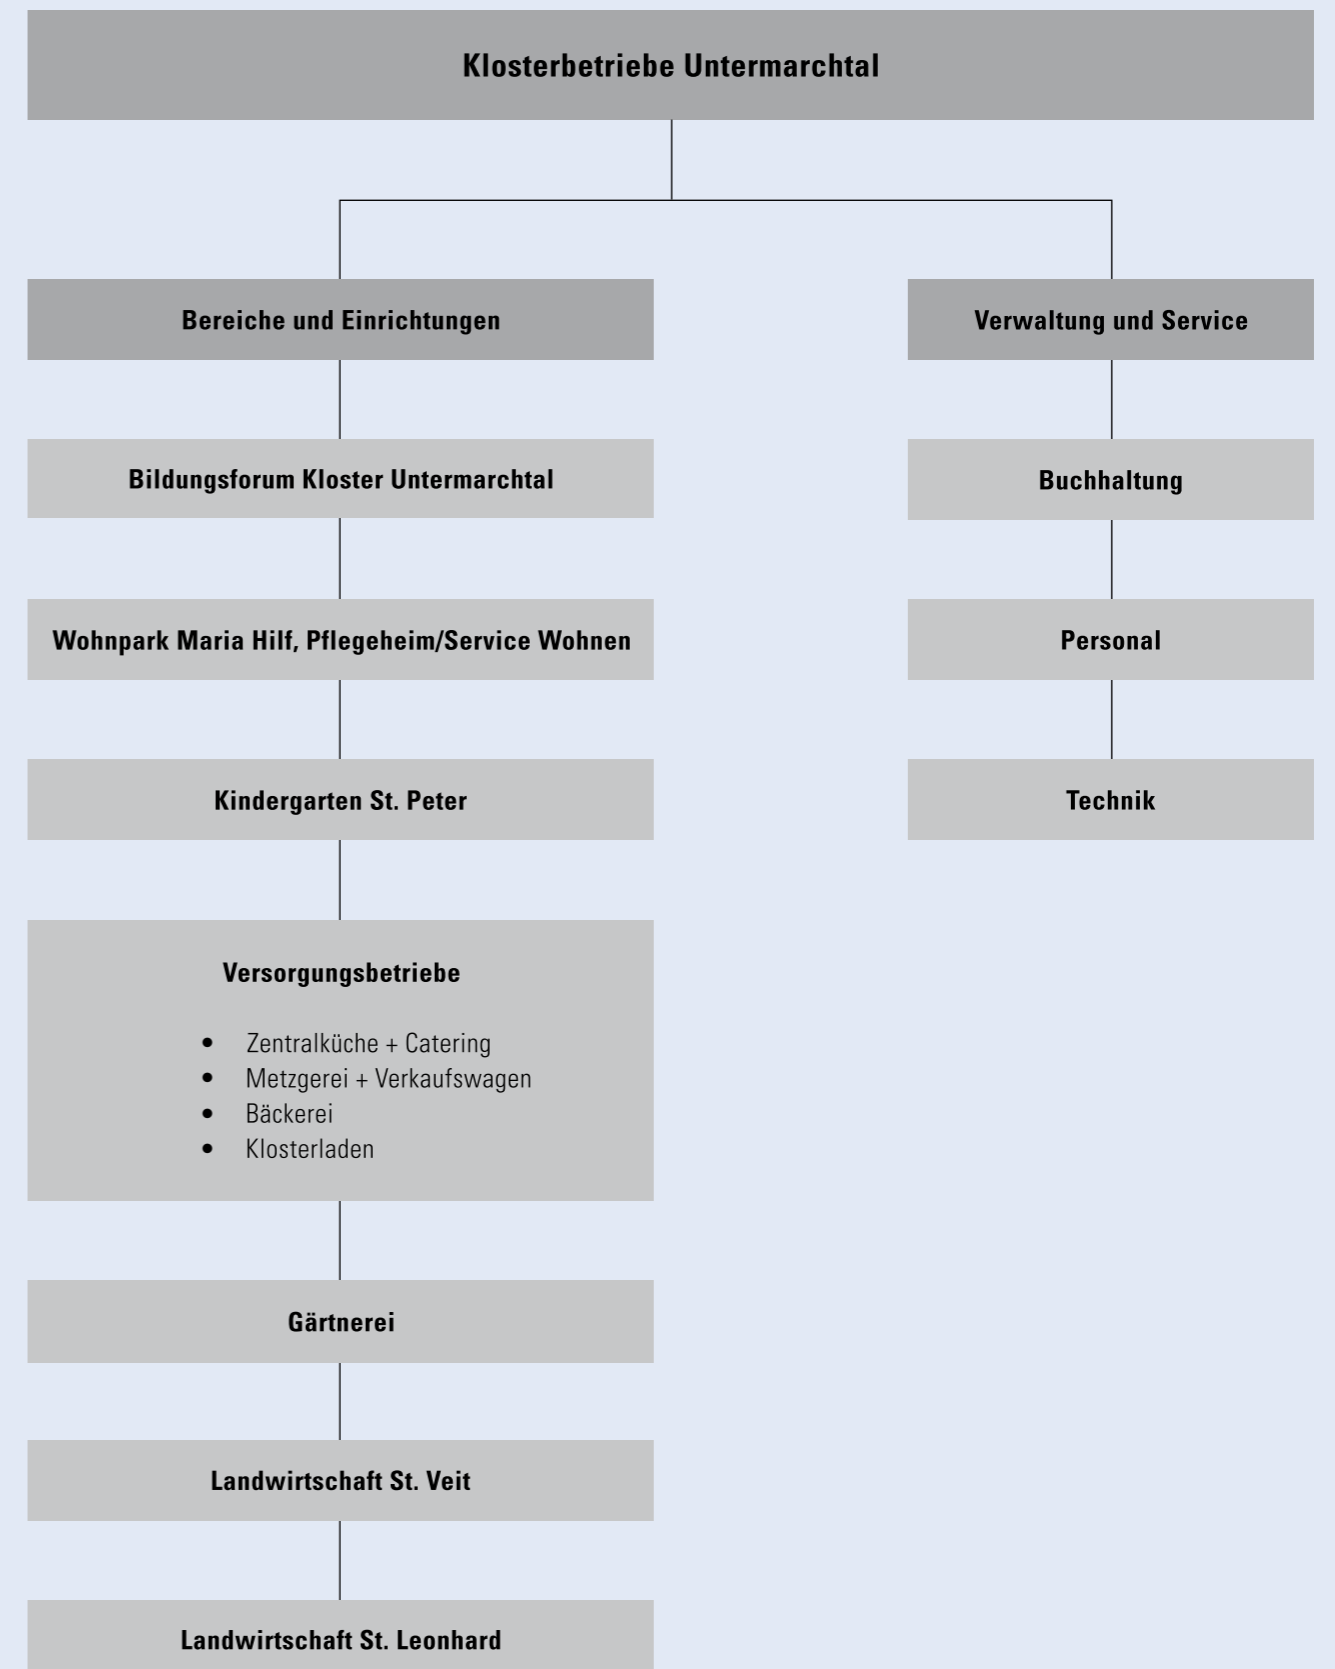 Klosterbetriebe Untermarchtal
Bereiche und Einrichtungen
Bildungsforum Kloster Untermarchtal
Wohnpark Maria Hilf, Pflegeheim/Service Wohnen
Kindergarten St. Peter
Versorgungsbetriebe
• Zentralküche + Catering
• Metzgerei + Verkaufswagen
• Bäckerei
• Klosterladen
Gärtnerei
Landwirtschaft St. Veit
Landwirtschaft St. Leonhard
Verwaltung und Service
Buchhaltung
Personal
Technik